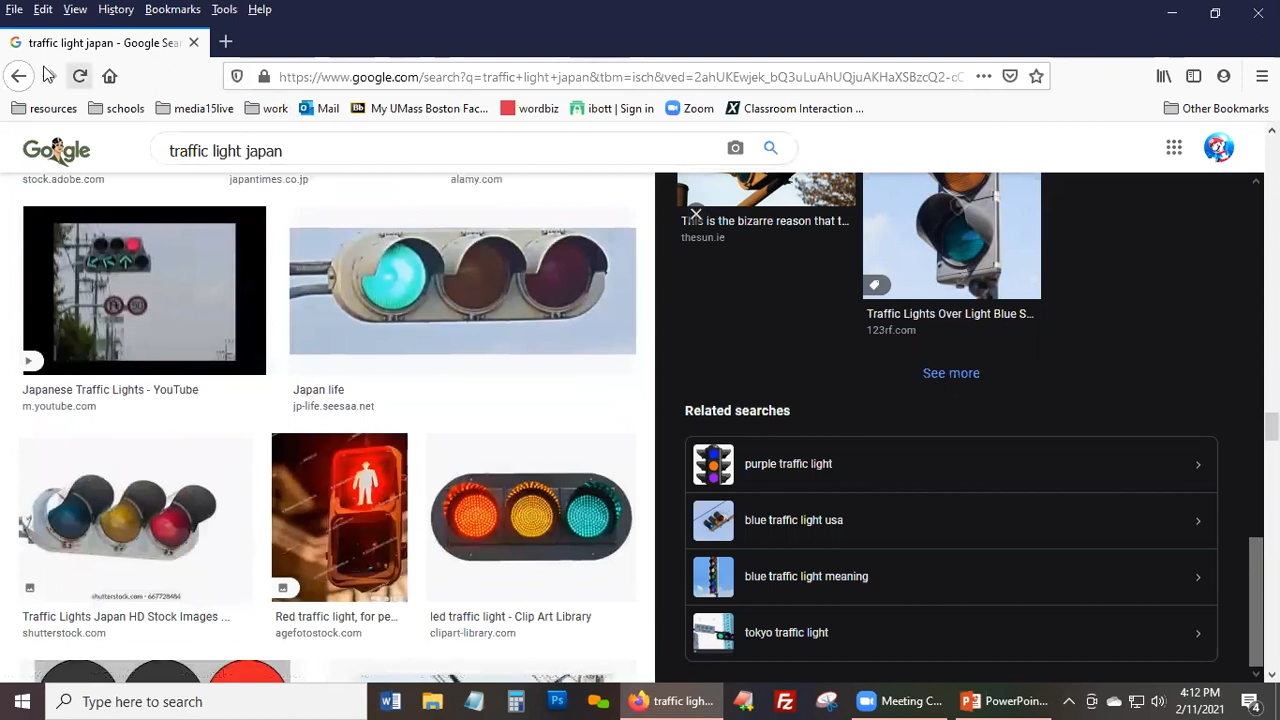 File Edit View History Bookmarks Tools Help
traffic light japan - Google Sea
https://www.google.com/search?q=traffic+light+japan&tbm=isch&ved=2ahUKEwjek_bQ3uLuAhUQjuAKHaXSBzcQ2-cC
resources schools media15live work Mail My UMass Boston Fac... wordbiz ibott | Sign in Zoom Classroom Interaction ... Other Bookmarks
Google traffic light japan
stock.adobe.com japantimes.co.jp alamy.com
This is the bizarre reason that t...
thesun.ie
Traffic Lights Over Light Blue S...
123rf.com
See more
Japanese Traffic Lights - YouTube Japan life
m.youtube.com jp-life.seesaa.net
Related searches
purple traffic light
blue traffic light usa
blue traffic light meaning
tokyo traffic light
shutterstock.com · 667728484
Traffic Lights Japan HD Stock Images ... Red traffic light, for pe... led traffic light - Clip Art Library
shutterstock.com agefotostock.com clipart-library.com
Type here to search traffic ligh... Meeting C... PowerPoin... 4:12 PM
2/11/2021 4